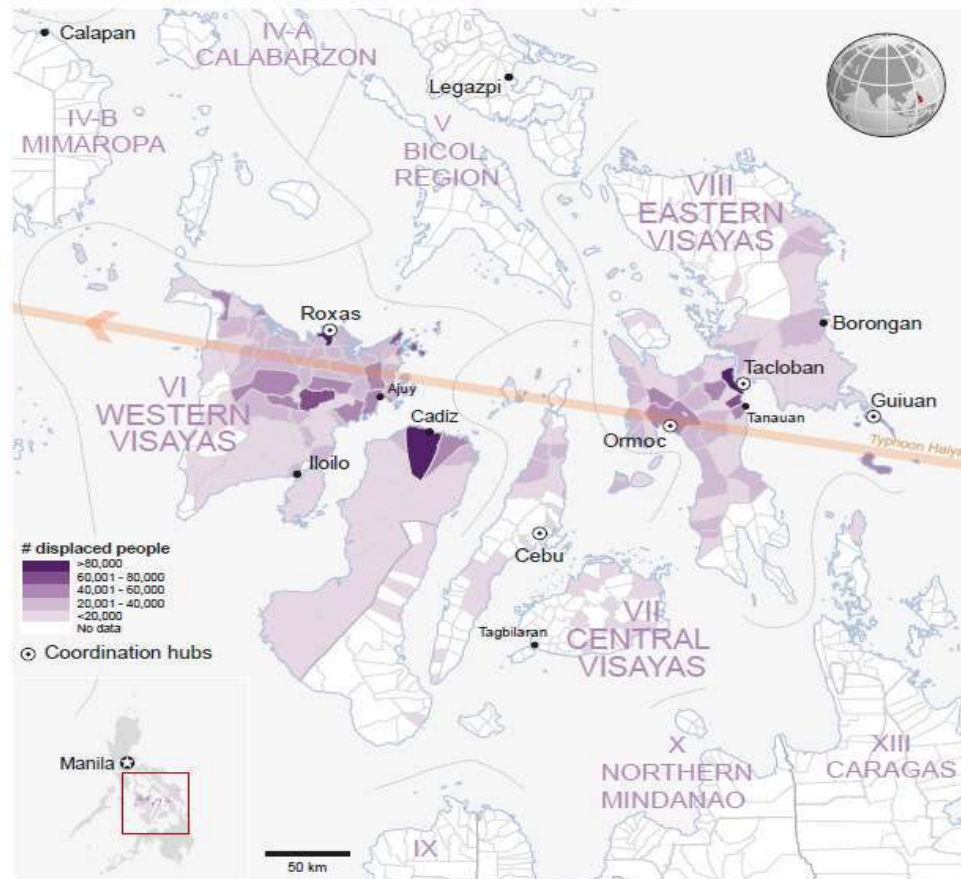 Calapan
IV-A
CALABARZON
Legazpi
IV-B
MIMAROPA
V
BICOL
REGION
VIII
EASTERN
VISAYAS
Roxas
Borongan
Tacloban
Ajuy
Tanauan
Guiuan
VI
WESTERN
VISAYAS
Cadiz
Ormoc
Typhoon Haiya
Iloilo
Cebu
# displaced people
>80,000
60,001 - 80,000
40,001 - 60,000
20,001 - 40,000
<20,000
No data
Coordination hubs
VII
CENTRAL
VISAYAS
Tagbilaran
Manila
X
NORTHERN
MINDANAO
XIII
CARAGAS
IX
50 km